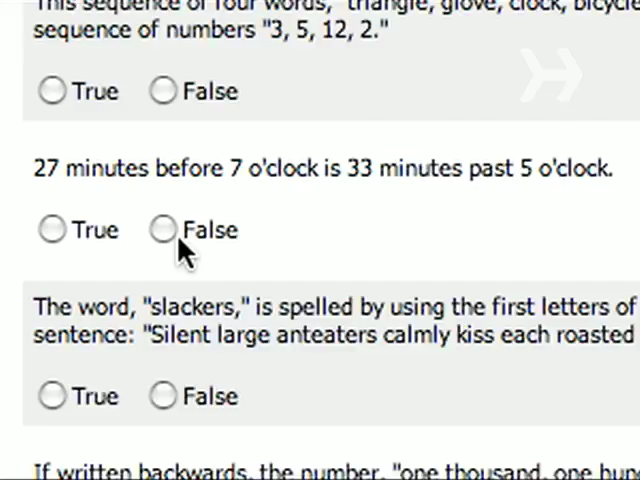 This sequence of four words, "triangle, glove, clock, bicycle
sequence of numbers "3, 5, 12, 2."
True False
27 minutes before 7 o'clock is 33 minutes past 5 o'clock.
True False
The word, "slackers," is spelled by using the first letters of
sentence: "Silent large anteaters calmly kiss each roasted
True False
If written backwards, the number, "one thousand, one hun